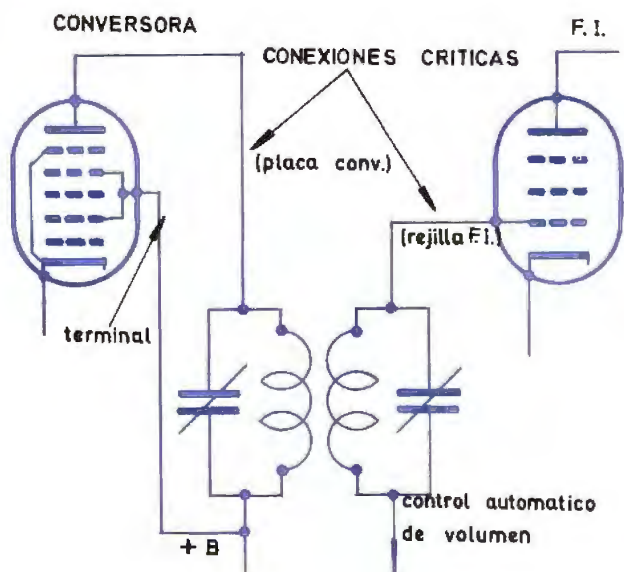 CONVERSORA
F. I.
CONEXIONES CRITICAS
(placa conv.)
(rejilla F.I.)
terminal
control automatico
de volumen
+ B